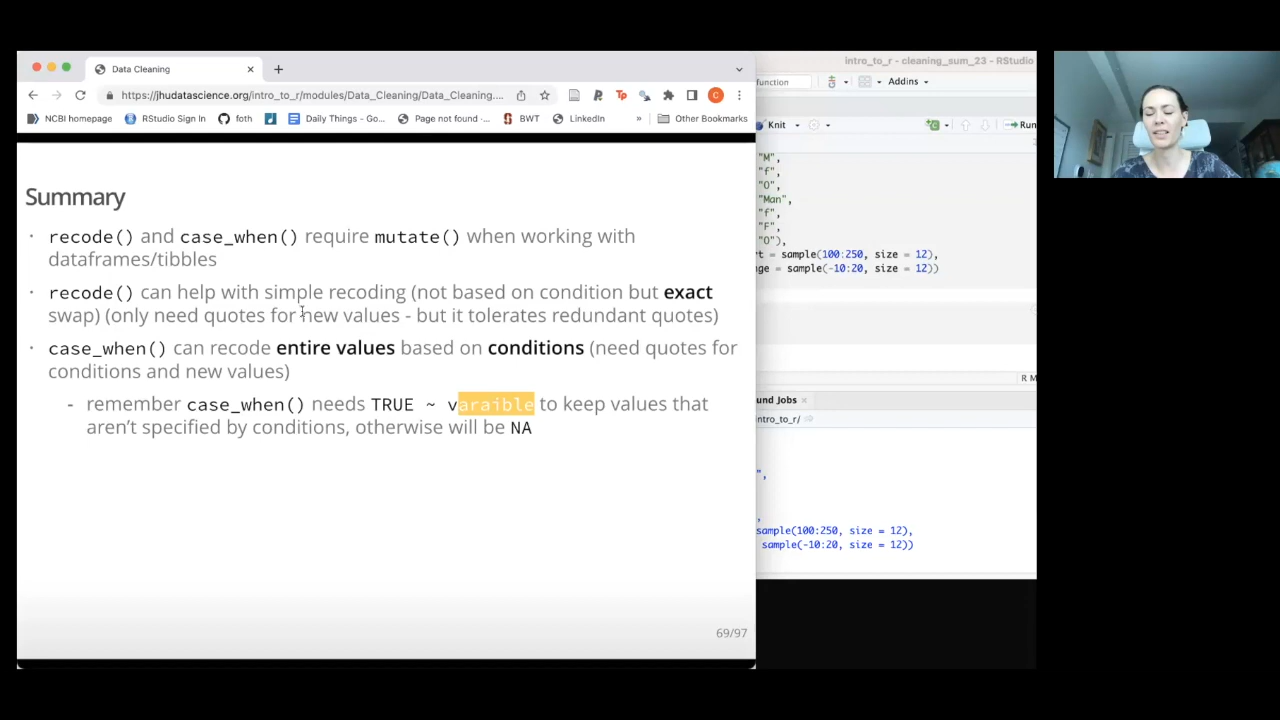 Data Cleaning
https://jhudatascience.org/intro_to_r/modules/Data_Cleaning/Data_Cleaning....
NCBI homepage RStudio Sign In foth Daily Things - Go... Page not found -... BWT LinkedIn » Other Bookmarks
Summary
· recode() and case_when() require mutate() when working with
dataframes/tibbles
· recode() can help with simple recoding (not based on condition but exact
swap) (only need quotes for new values - but it tolerates redundant quotes)
· case_when() can recode entire values based on conditions (need quotes for
conditions and new values)
- remember case_when() needs TRUE ~ varaible to keep values that
aren’t specified by conditions, otherwise will be NA
69/97
intro_to_r - cleaning_sum_23 - RStudio
function Addins
Knit Run
"M",
"f",
"O",
"Man",
"f",
"F",
"O"),
rt = sample(100:250, size = 12),
ge = sample(-10:20, size = 12))
R M
und Jobs
intro_to_r/
",
,
sample(100:250, size = 12),
sample(-10:20, size = 12))